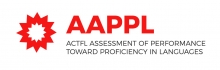 AAPPL
ACTFL ASSESSMENT OF PERFORMANCE
TOWARD PROFICIENCY IN LANGUAGES